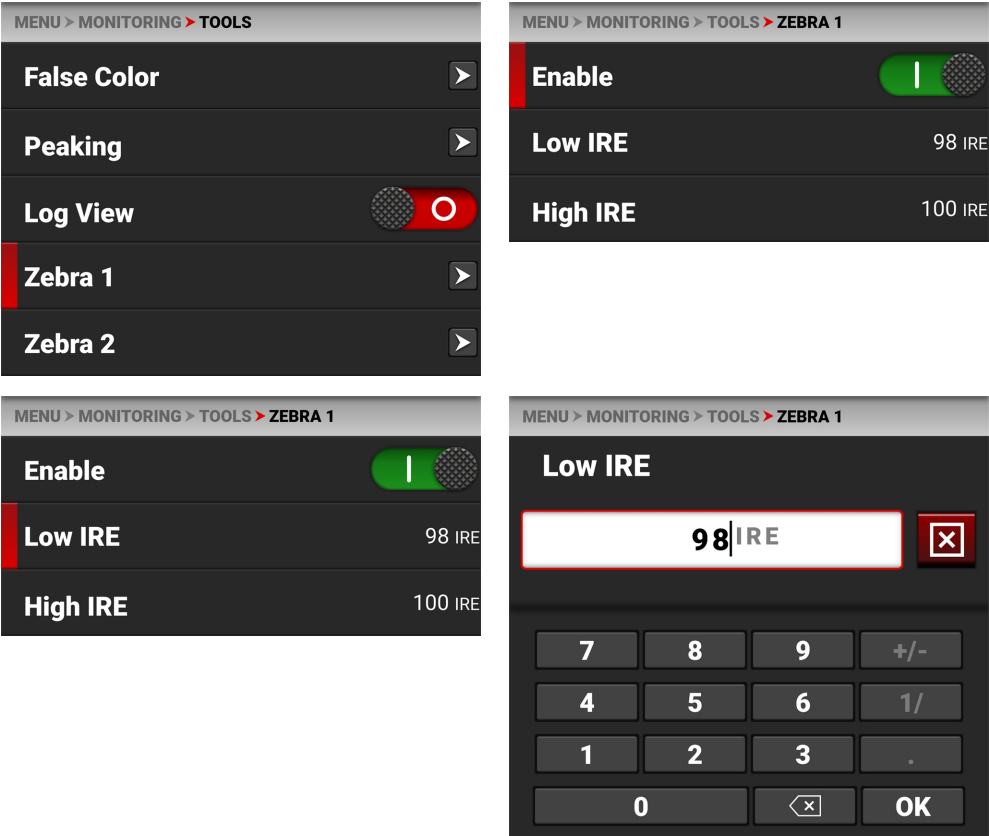 MENU > MONITORING > TOOLS
False Color
Peaking
Log View
Zebra 1
Zebra 2
MENU > MONITORING > TOOLS > ZEBRA 1
Enable
Low IRE 98 IRE
High IRE 100 IRE
MENU > MONITORING > TOOLS > ZEBRA 1
Enable
Low IRE 98 IRE
High IRE 100 IRE
MENU > MONITORING > TOOLS > ZEBRA 1
Low IRE
98 IRE
7 8 9 +/-
4 5 6 1/
1 2 3 .
0 OK